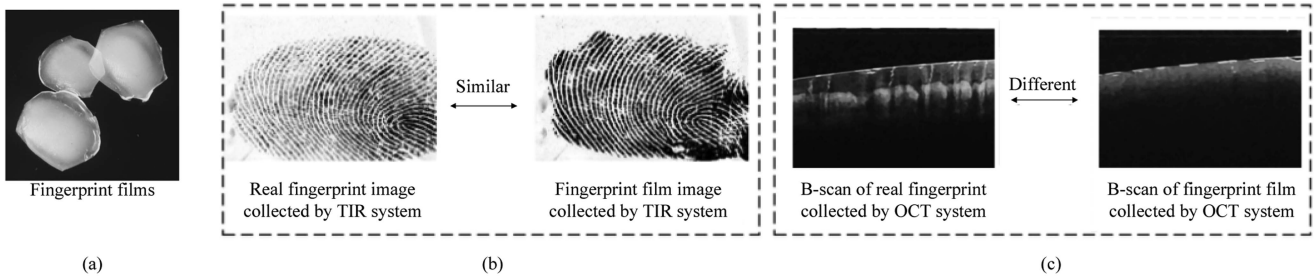 Fingerprint films
Similar
Real fingerprint image
collected by TIR system
Fingerprint film image
collected by TIR system
Different
B-scan of real fingerprint
collected by OCT system
B-scan of fingerprint film
collected by OCT system
(a)
(b)
(c)